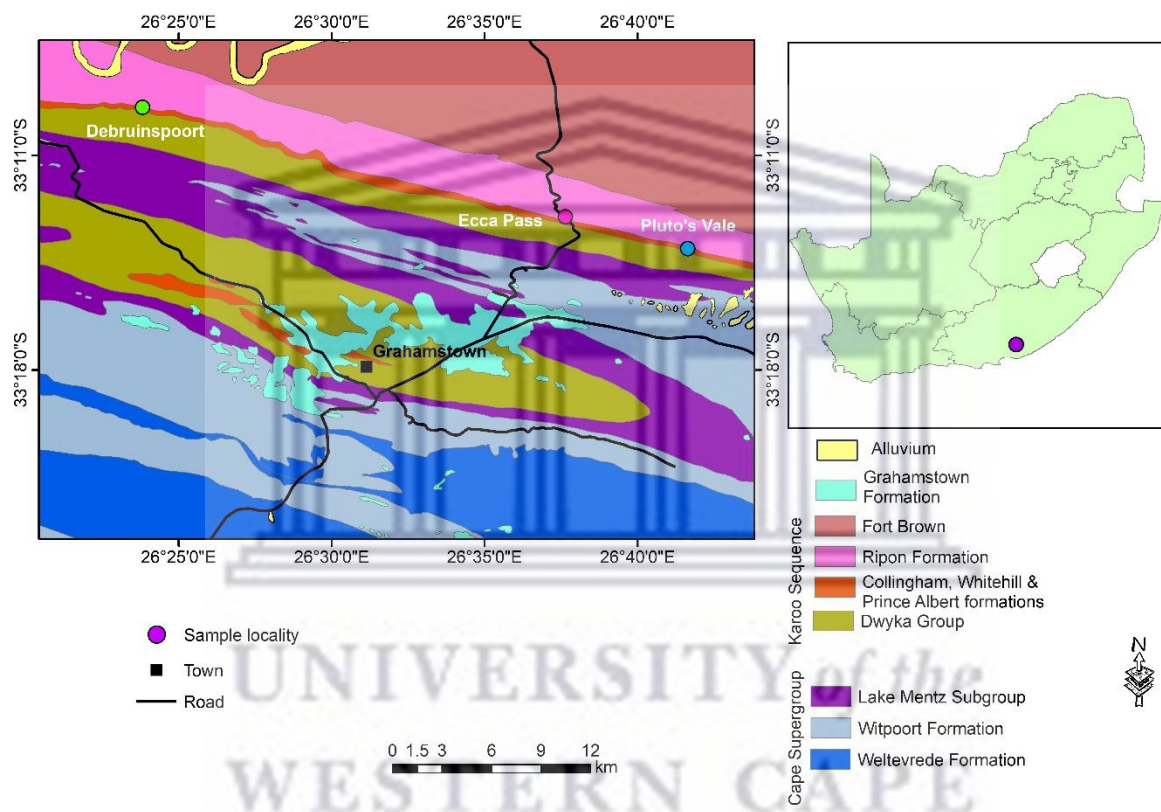 26°25'0"E
26°30'0"E
26°35'0"E
26°40'0"E
33°11'0"S
33°18'0"S
Debruinspoort
Ecca Pass
Pluto's Vale
Grahamstown
33°11'0"S
33°18'0"S
26°25'0"E
26°30'0"E
26°35'0"E
26°40'0"E
Sample locality
Town
Road
0 1.5 3 6 9 12
km
Alluvium
Grahamstown
Formation
Karoo Sequence
Fort Brown
Ripon Formation
Collingham, Whitehill &
Prince Albert formations
Dwyka Group
Cape Supergroup
Lake Mentz Subgroup
Witpoort Formation
Weltevrede Formation
N
UNIVERSITY of the
WESTERN CAPE